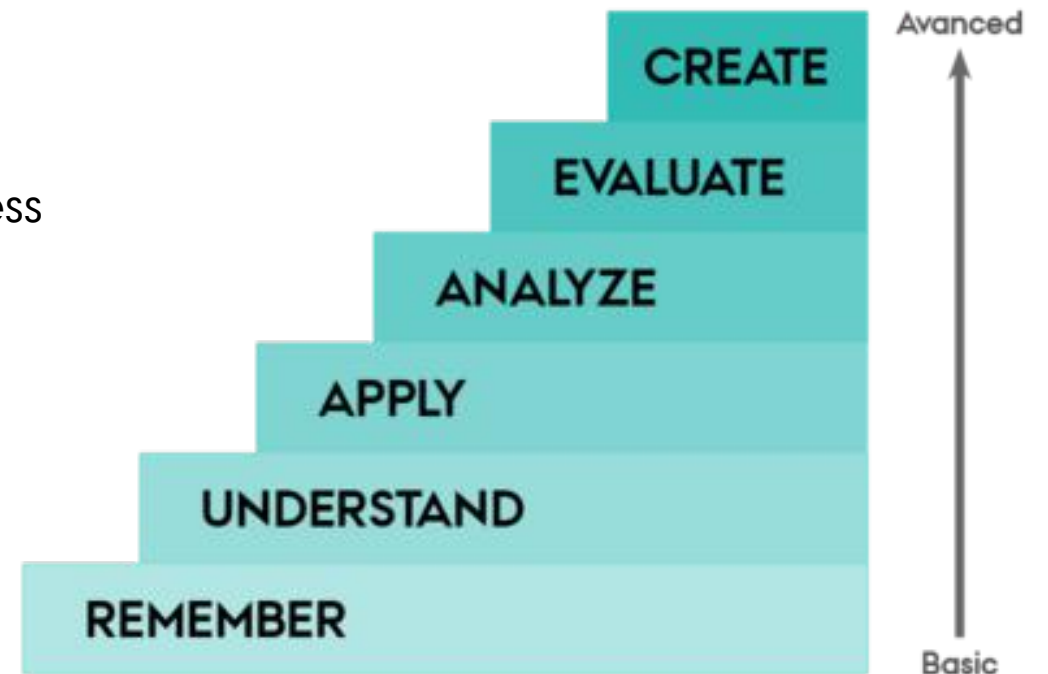 Avanced
CREATE
EVALUATE
ess
ANALYZE
APPLY
UNDERSTAND
REMEMBER
Basic